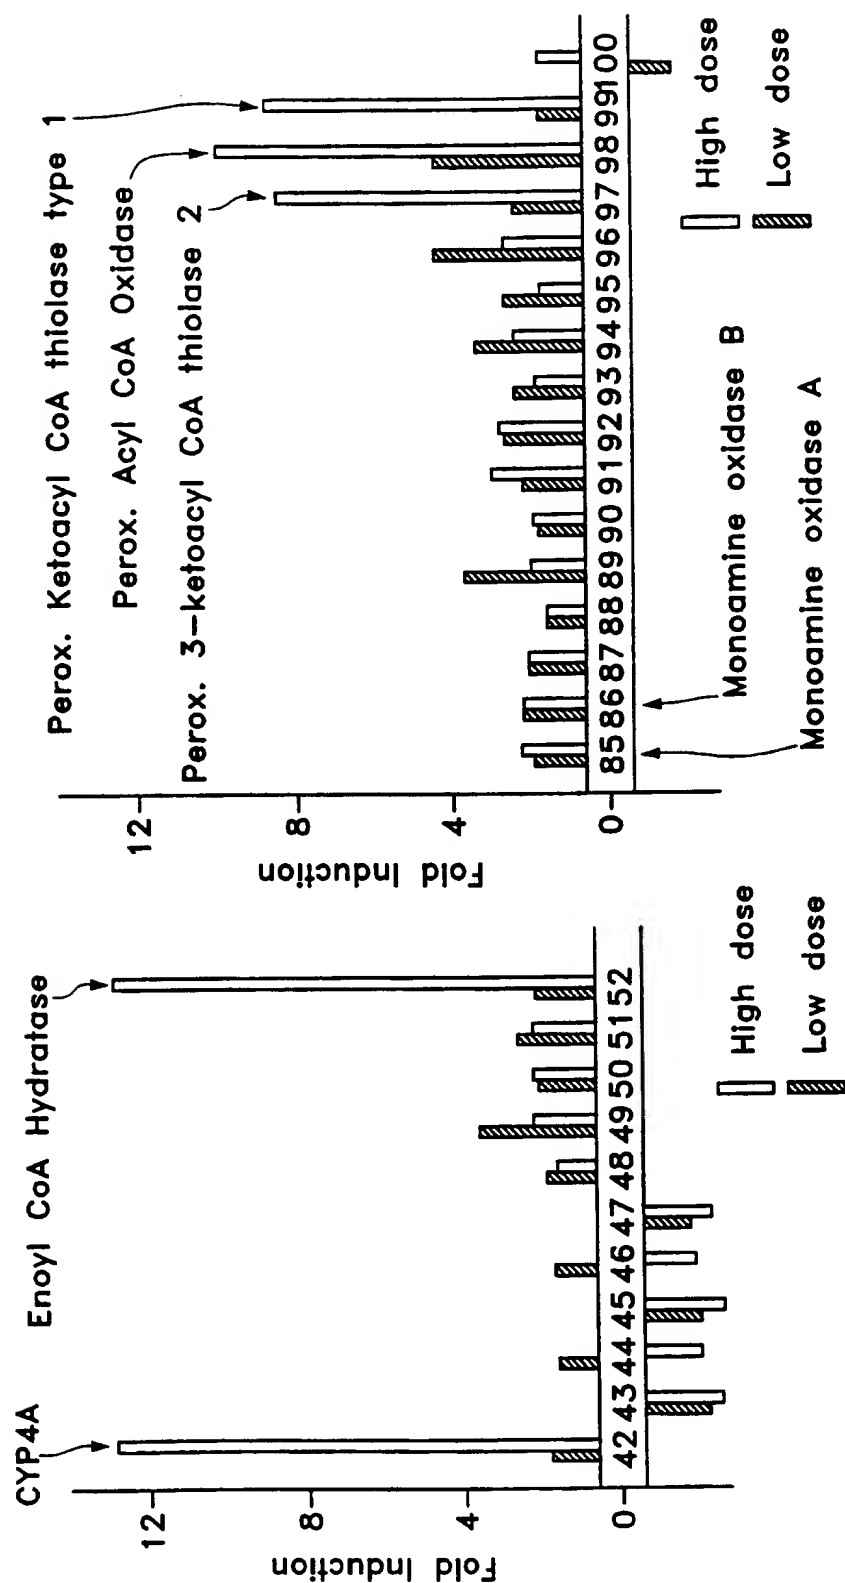 CYP4A
Enoyl CoA Hydratase
Fold Induction
12
8
4
0
42 43 44 45 46 47 48 49 50 51 52
High dose
Low dose
Perox. Ketoacyl CoA thiolase type 1
Perox. Acyl CoA Oxidase
Perox. 3-ketoacyl CoA thiolase 2
Fold Induction
12
8
4
0
85 86 87 88 89 90 91 92 93 94 95 96 97 98 99 100
Monoamine oxidase B
Monoamine oxidase A
High dose
Low dose